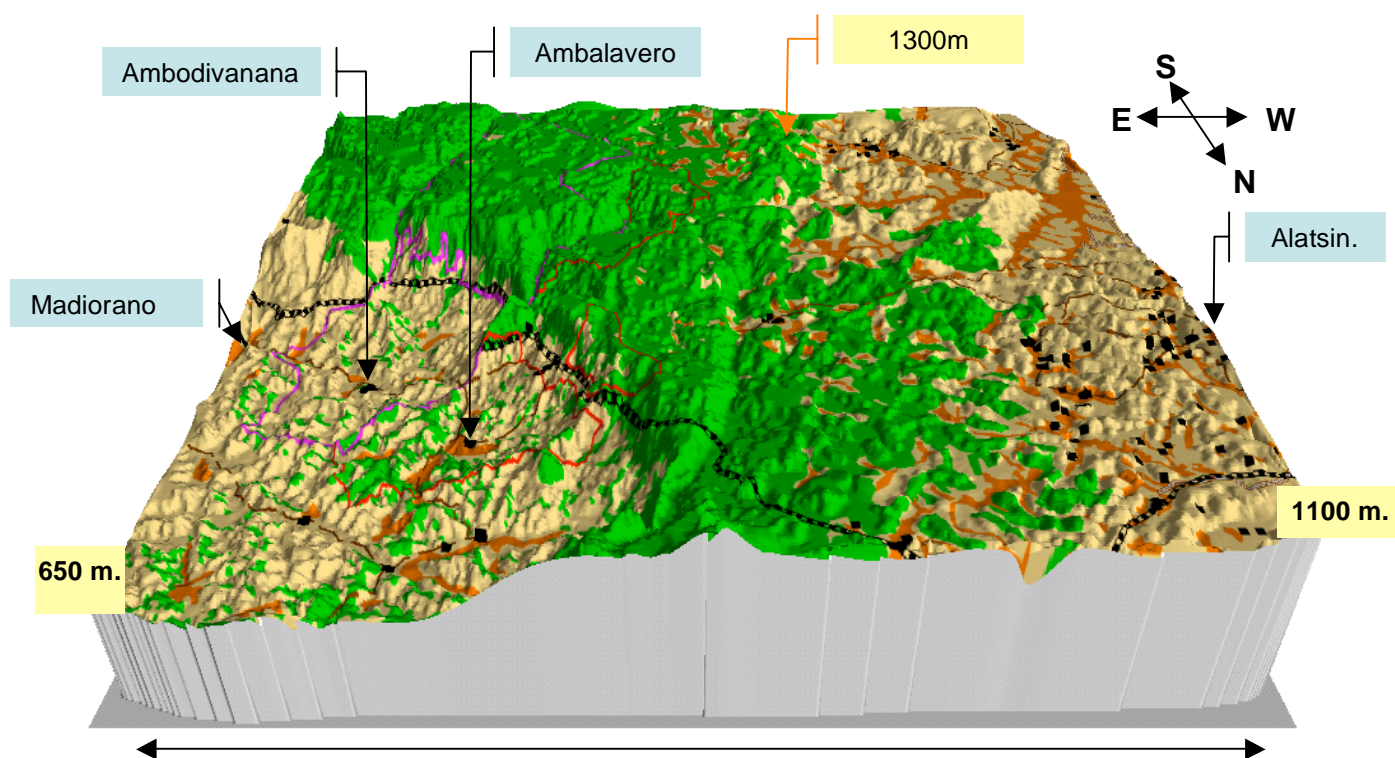 Ambodivanana
Ambalavero
1300m
S
E
W
N
Alatsin.
Madiorano
1100 m.
650 m.